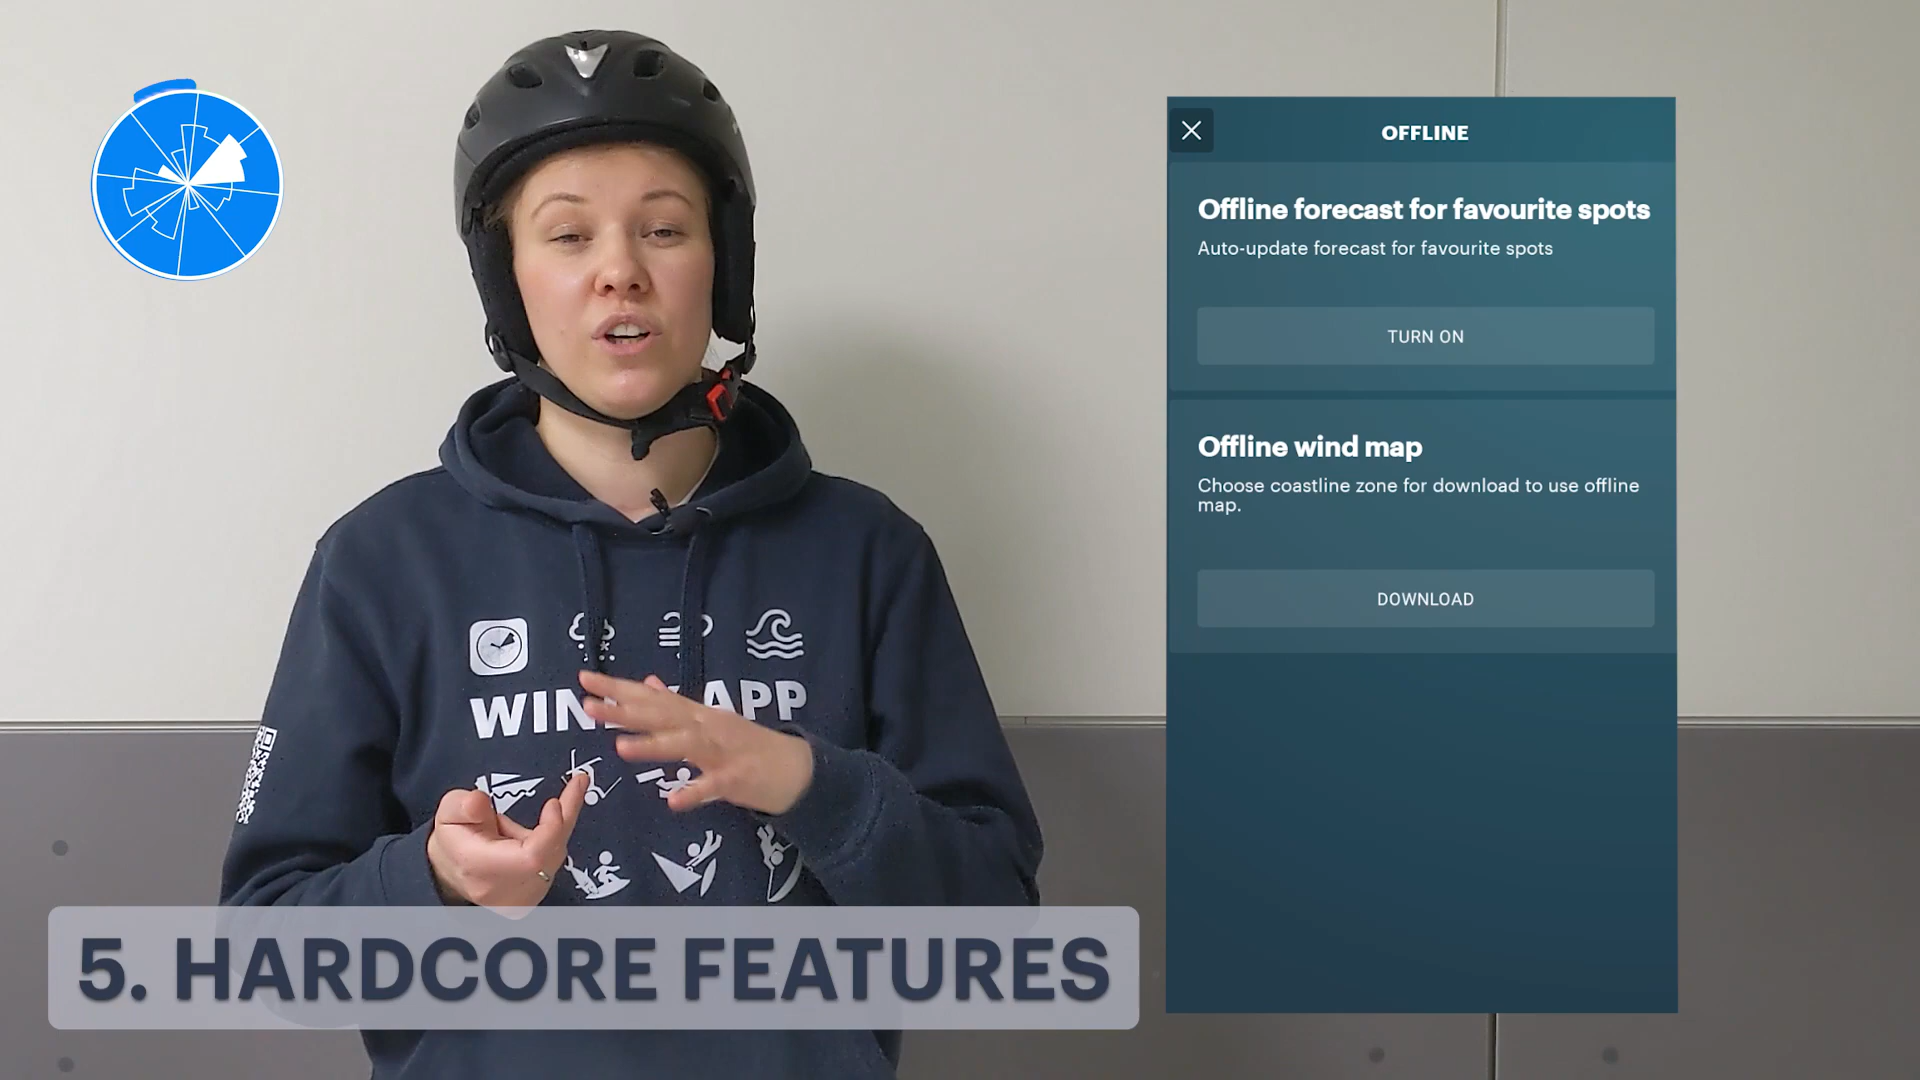 OFFLINE
Offline forecast for favourite spots
Auto-update forecast for favourite spots
TURN ON
Offline wind map
Choose coastline zone for download to use offline
map.
DOWNLOAD
WIN APP
5. HARDCORE FEATURES